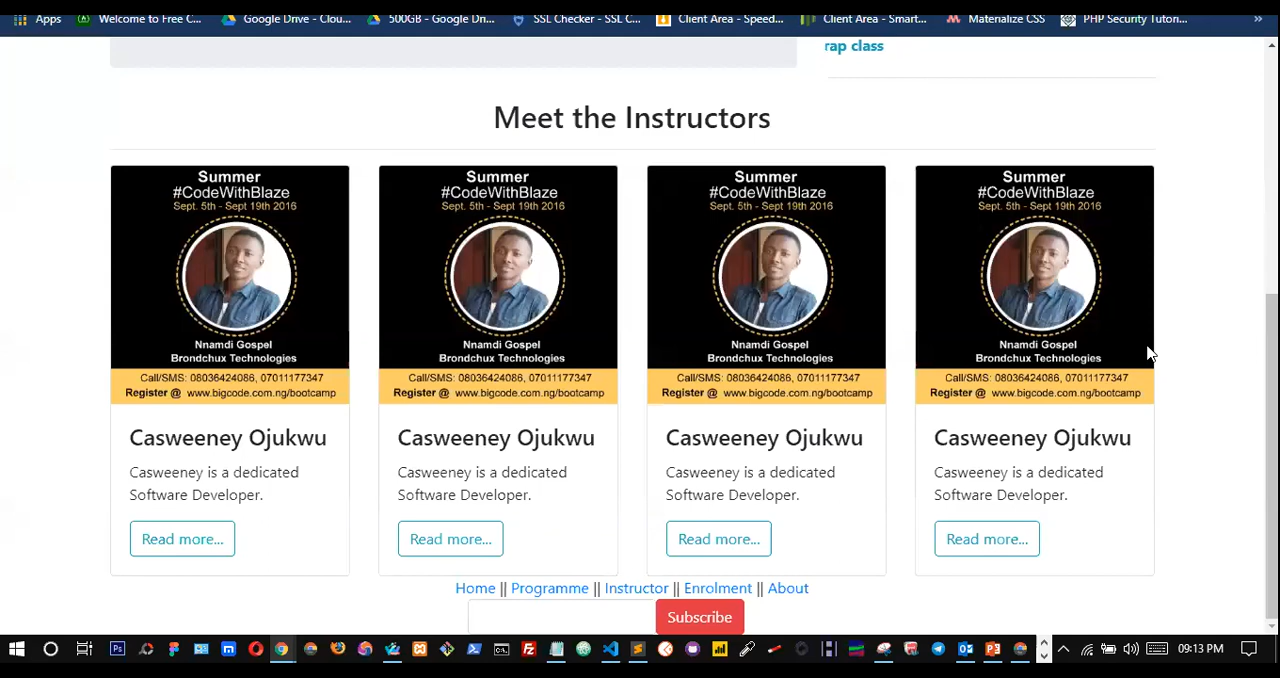 Apps Welcome to Free C... Google Drive - Clou... 500GB - Google Dri... SSL Checker - SSL C... Client Area - Speed... Client Area - Smart... Materialize CSS PHP Security Tutori... »
rap class
Meet the Instructors
Summer
#CodeWithBlaze
Sept. 5th - Sept 19th 2016
Nnamdi Gospel
Brondchux Technologies
Call/SMS: 08036424086, 07011177347
Register @ www.bigcode.com.ng/bootcamp
Casweeney Ojukwu
Casweeney is a dedicated
Software Developer.
Read more...
Summer
#CodeWithBlaze
Sept. 5th - Sept 19th 2016
Nnamdi Gospel
Brondchux Technologies
Call/SMS: 08036424086, 07011177347
Register @ www.bigcode.com.ng/bootcamp
Casweeney Ojukwu
Casweeney is a dedicated
Software Developer.
Read more...
Summer
#CodeWithBlaze
Sept. 5th - Sept 19th 2016
Nnamdi Gospel
Brondchux Technologies
Call/SMS: 08036424086, 07011177347
Register @ www.bigcode.com.ng/bootcamp
Casweeney Ojukwu
Casweeney is a dedicated
Software Developer.
Read more...
Summer
#CodeWithBlaze
Sept. 5th - Sept 19th 2016
Nnamdi Gospel
Brondchux Technologies
Call/SMS: 08036424086, 07011177347
Register @ www.bigcode.com.ng/bootcamp
Casweeney Ojukwu
Casweeney is a dedicated
Software Developer.
Read more...
Home || Programme || Instructor || Enrolment || About
Subscribe
09:13 PM